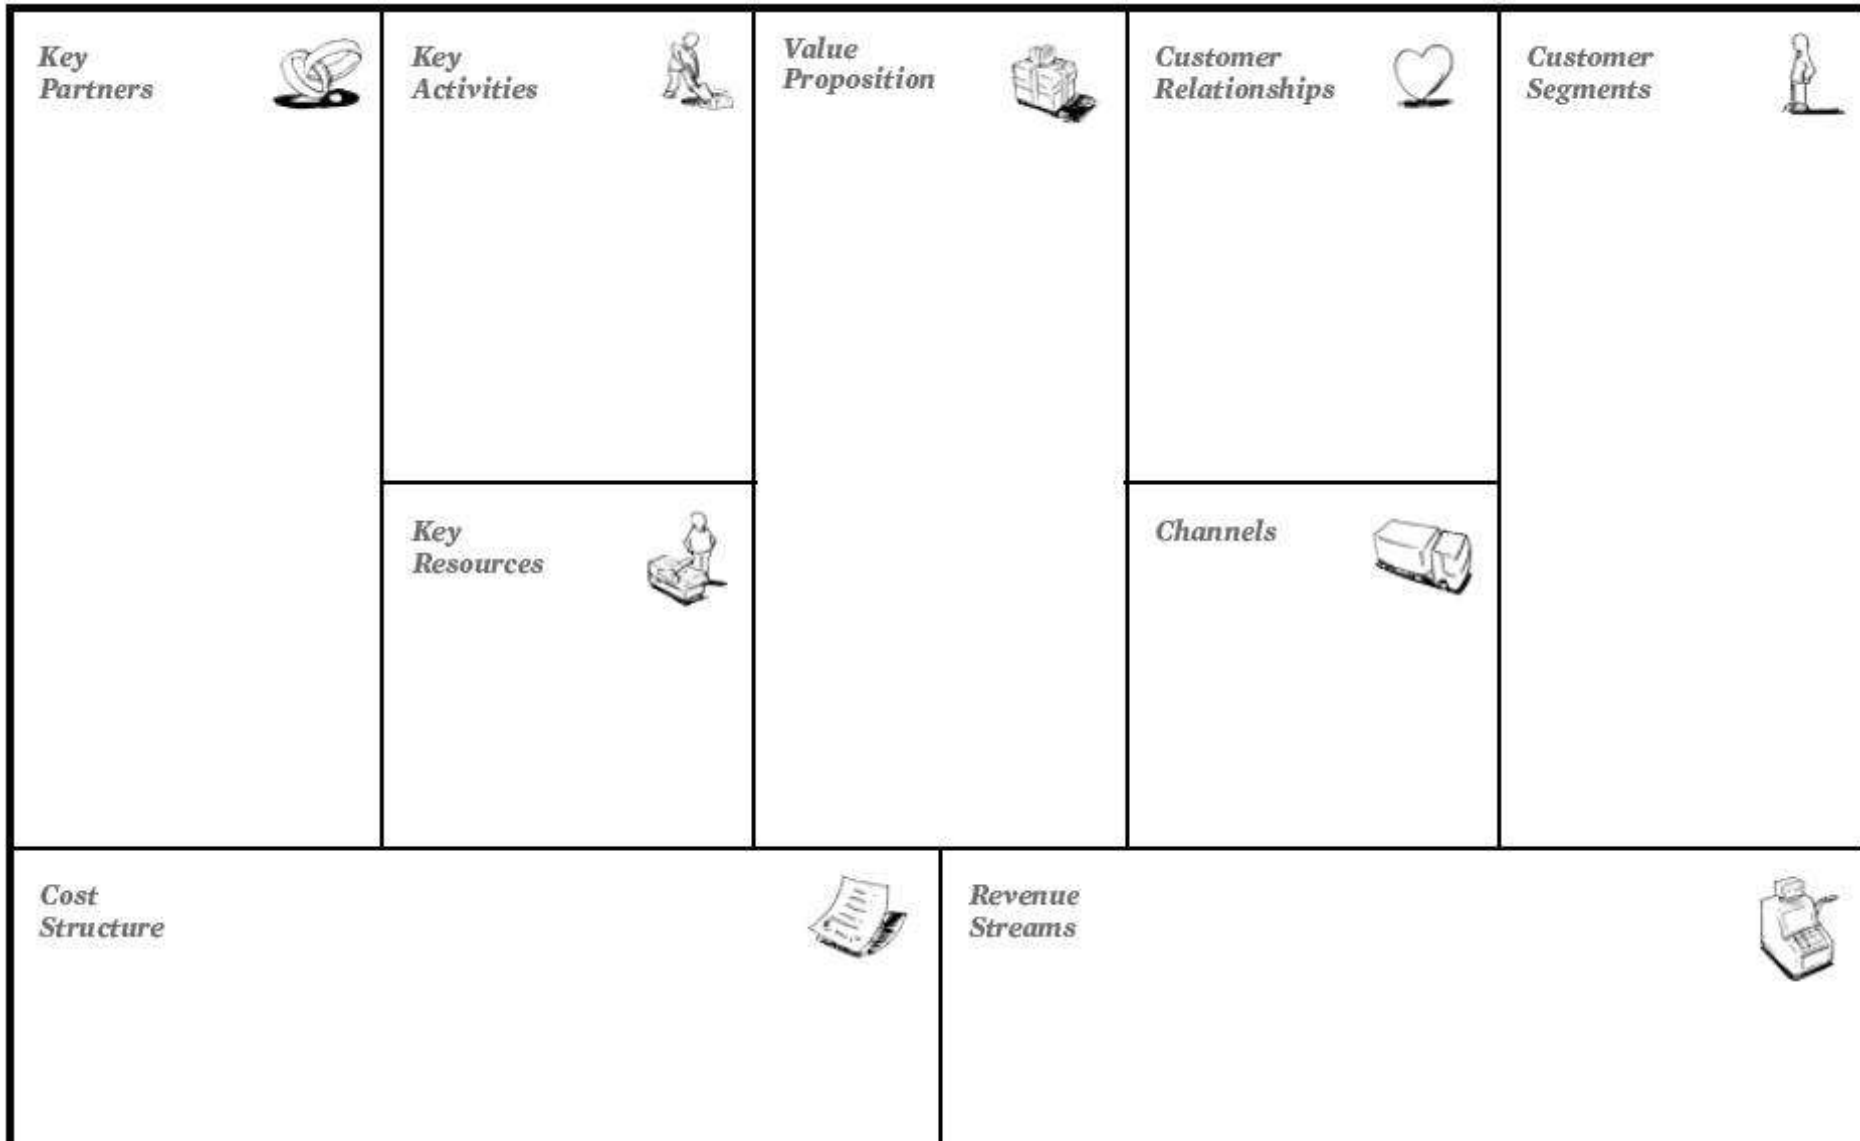 Key
Partners
Key
Activities
Value
Proposition
Customer
Relationships
Customer
Segments
Key
Resources
Channels
Cost
Structure
Revenue
Streams